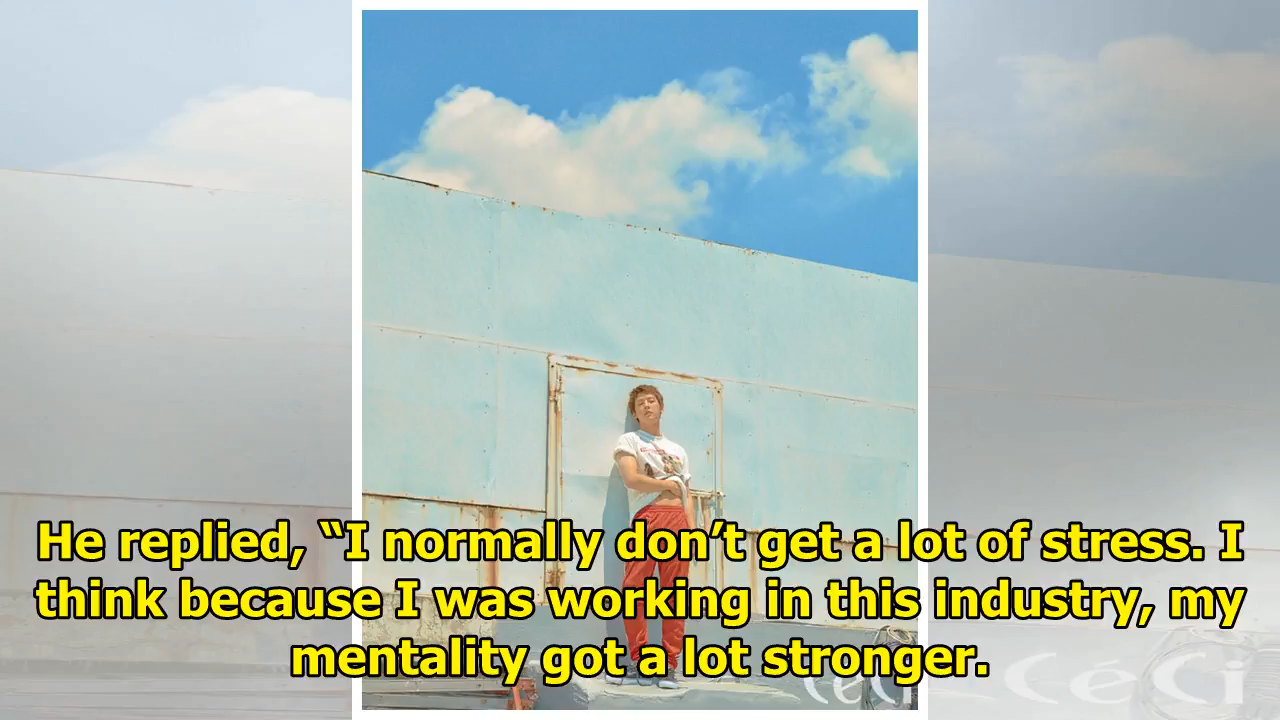 He replied, “I normally don’t get a lot of stress. I
think because I was working in this industry, my
mentality got a lot stronger.
CéCi
CéCi